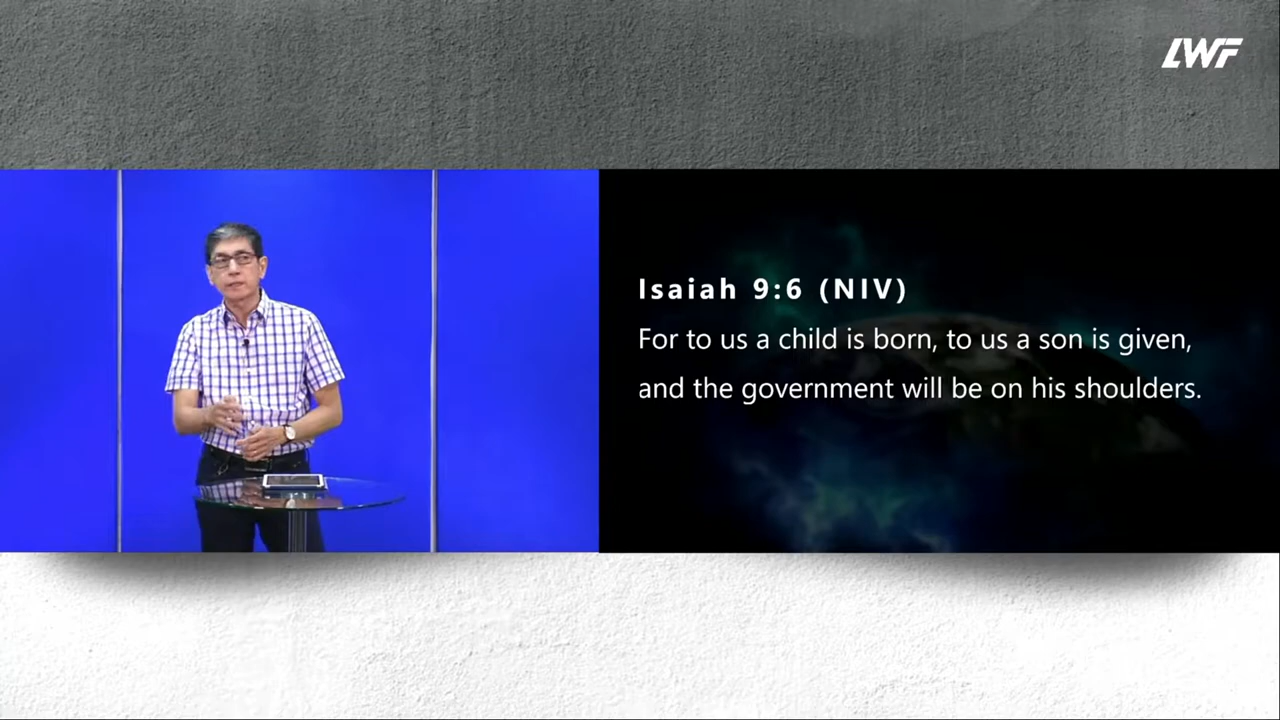 LWF
Isaiah 9:6 (NIV)
For to us a child is born, to us a son is given,
and the government will be on his shoulders.